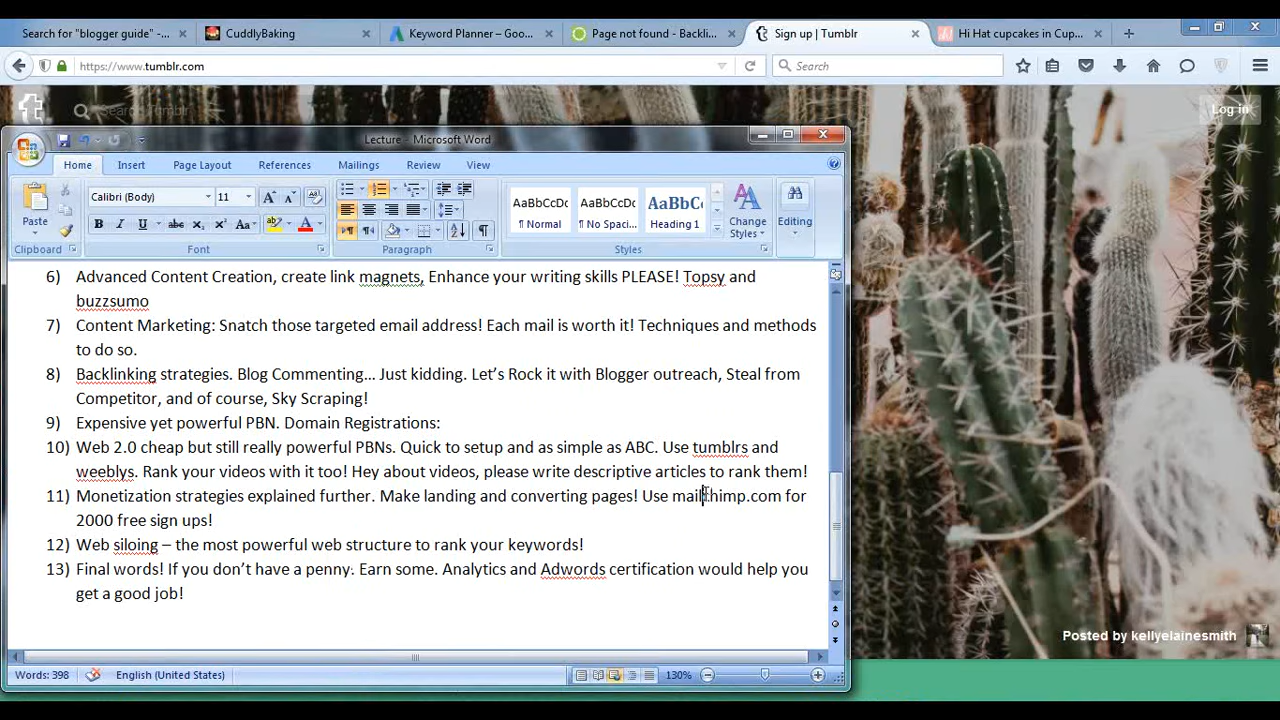 Search for "blogger guide" -...
CuddlyBaking
Keyword Planner – Goo...
Page not found - Backli...
Sign up | Tumblr
Hi Hat cupcakes in Cup...
https://www.tumblr.com
Search
Search Tumblr
Log in
Lecture - Microsoft Word
Home
Insert
Page Layout
References
Mailings
Review
View
Paste
Calibri (Body)
11
AaBbCcDc
AaBbCcDc
AaBbCc
¶ Normal
¶ No Spaci...
Heading 1
Change Styles
Editing
Clipboard
Font
Paragraph
Styles
6) Advanced Content Creation, create link magnets, Enhance your writing skills PLEASE! Topsy and
buzzsumo
7) Content Marketing: Snatch those targeted email address! Each mail is worth it! Techniques and methods
to do so.
8) Backlinking strategies. Blog Commenting... Just kidding. Let's Rock it with Blogger outreach, Steal from
Competitor, and of course, Sky Scraping!
9) Expensive yet powerful PBN. Domain Registrations:
10) Web 2.0 cheap but still really powerful PBNs. Quick to setup and as simple as ABC. Use tumblrs and
weeblys. Rank your videos with it too! Hey about videos, please write descriptive articles to rank them!
11) Monetization strategies explained further. Make landing and converting pages! Use mailchimp.com for
2000 free sign ups!
12) Web siloing – the most powerful web structure to rank your keywords!
13) Final words! If you don't have a penny. Earn some. Analytics and Adwords certification would help you
get a good job!
Posted by kellyelainesmith
Words: 398
English (United States)
130%